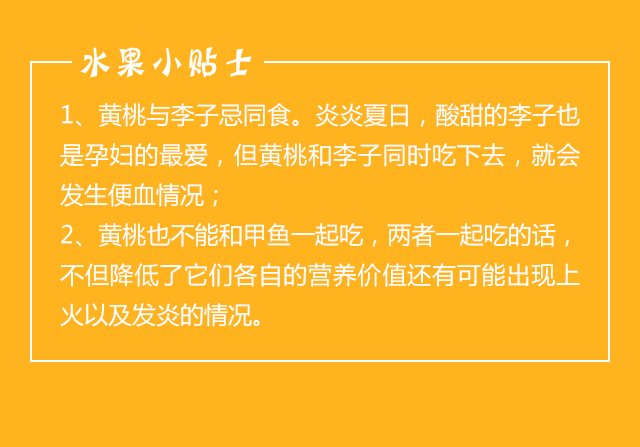 水果小贴士
1、黄桃与李子忌同食。炎炎夏日，酸甜的李子也
是孕妇的最爱，但黄桃和李子同时吃下去，就会
发生便血情况；
2、黄桃也不能和甲鱼一起吃，两者一起吃的话，
不但降低了它们各自的营养价值还有可能出现上
火以及发炎的情况。